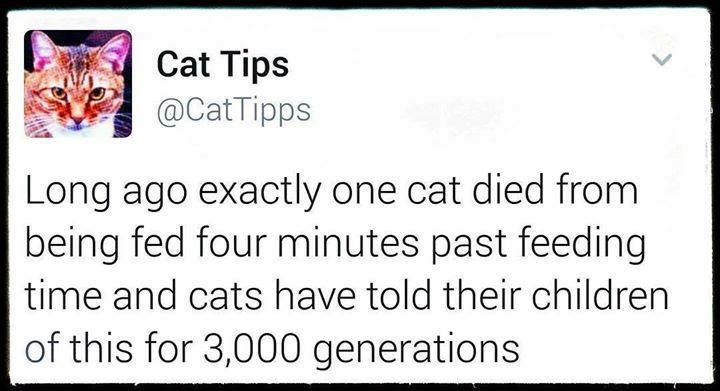 Cat Tips
@CatTipps
Long ago exactly one cat died from
being fed four minutes past feeding
time and cats have told their children
of this for 3,000 generations